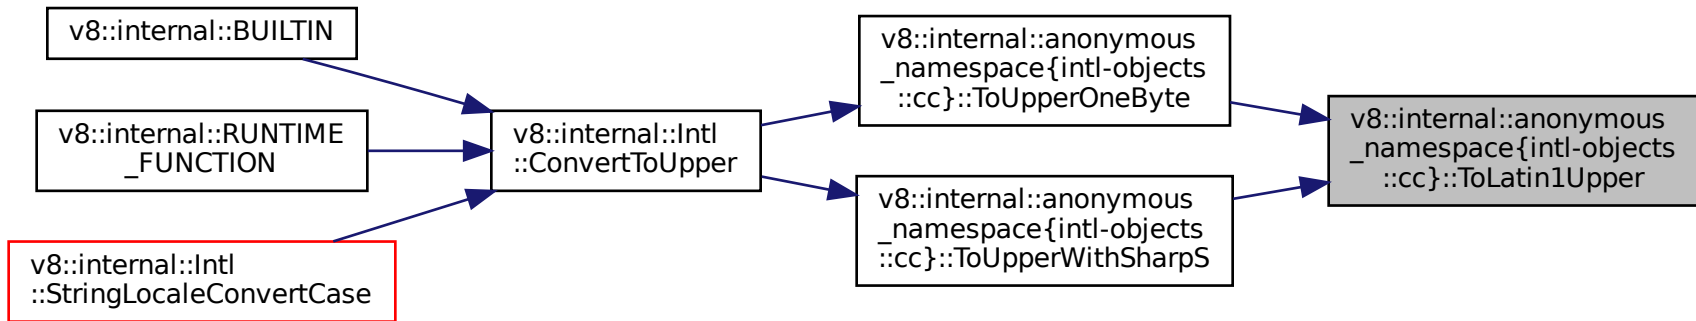 v8::internal::BUILTIN
v8::internal::RUNTIME
_FUNCTION
v8::internal::Intl
::StringLocaleConvertCase
v8::internal::Intl
::ConvertToUpper
v8::internal::anonymous
_namespace{intl-objects
::cc}::ToUpperOneByte
v8::internal::anonymous
_namespace{intl-objects
::cc}::ToUpperWithSharpS
v8::internal::anonymous
_namespace{intl-objects
::cc}::ToLatin1Upper